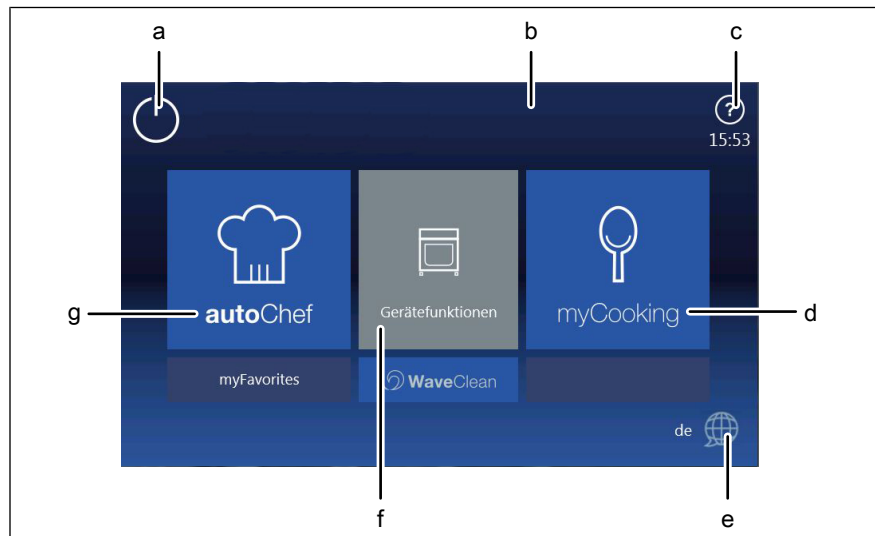 a
b
c
15:53
g
autoChef
Gerätefunktionen
myCooking
d
myFavorites
WaveClean
de
f
e